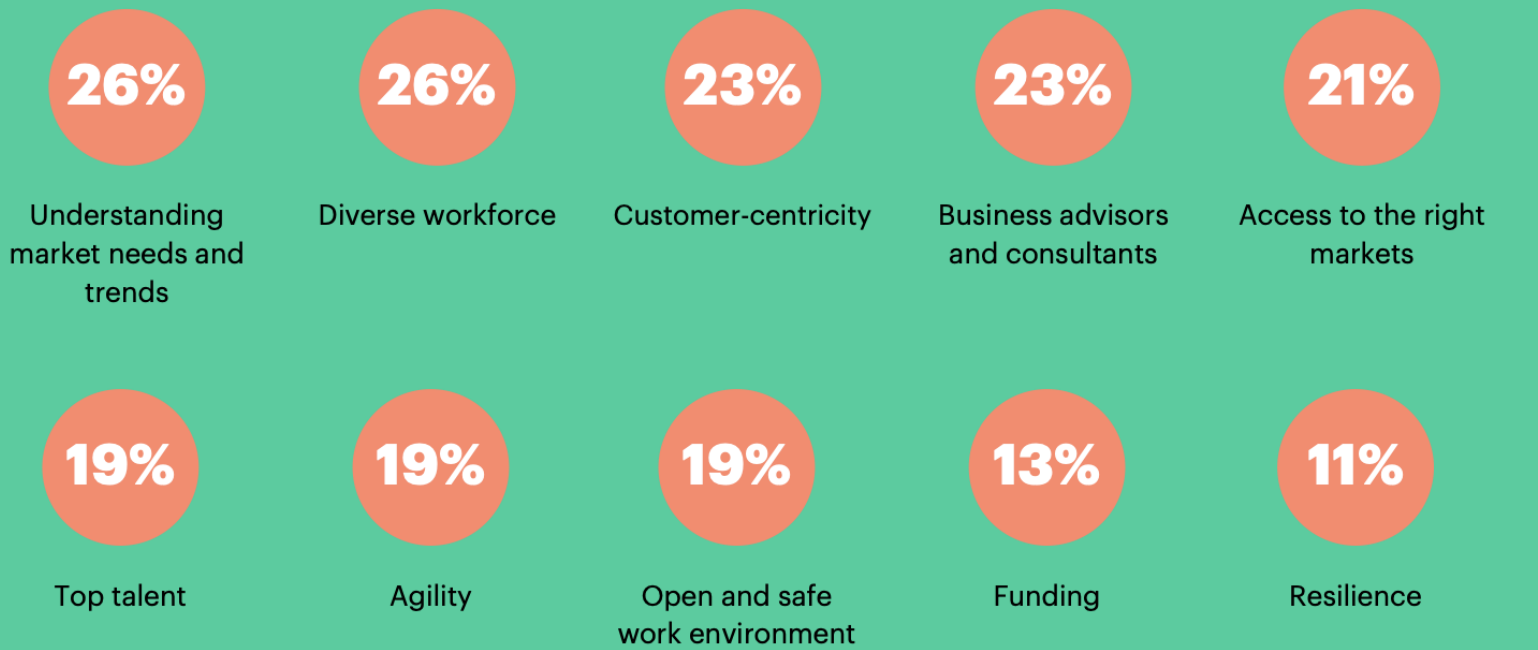 26%
26%
23%
23%
21%
Understanding
market needs and
trends
Diverse workforce
Customer-centricity
Business advisors
and consultants
Access to the right
markets
19%
19%
19%
13%
11%
Top talent
Agility
Open and safe
work environment
Funding
Resilience